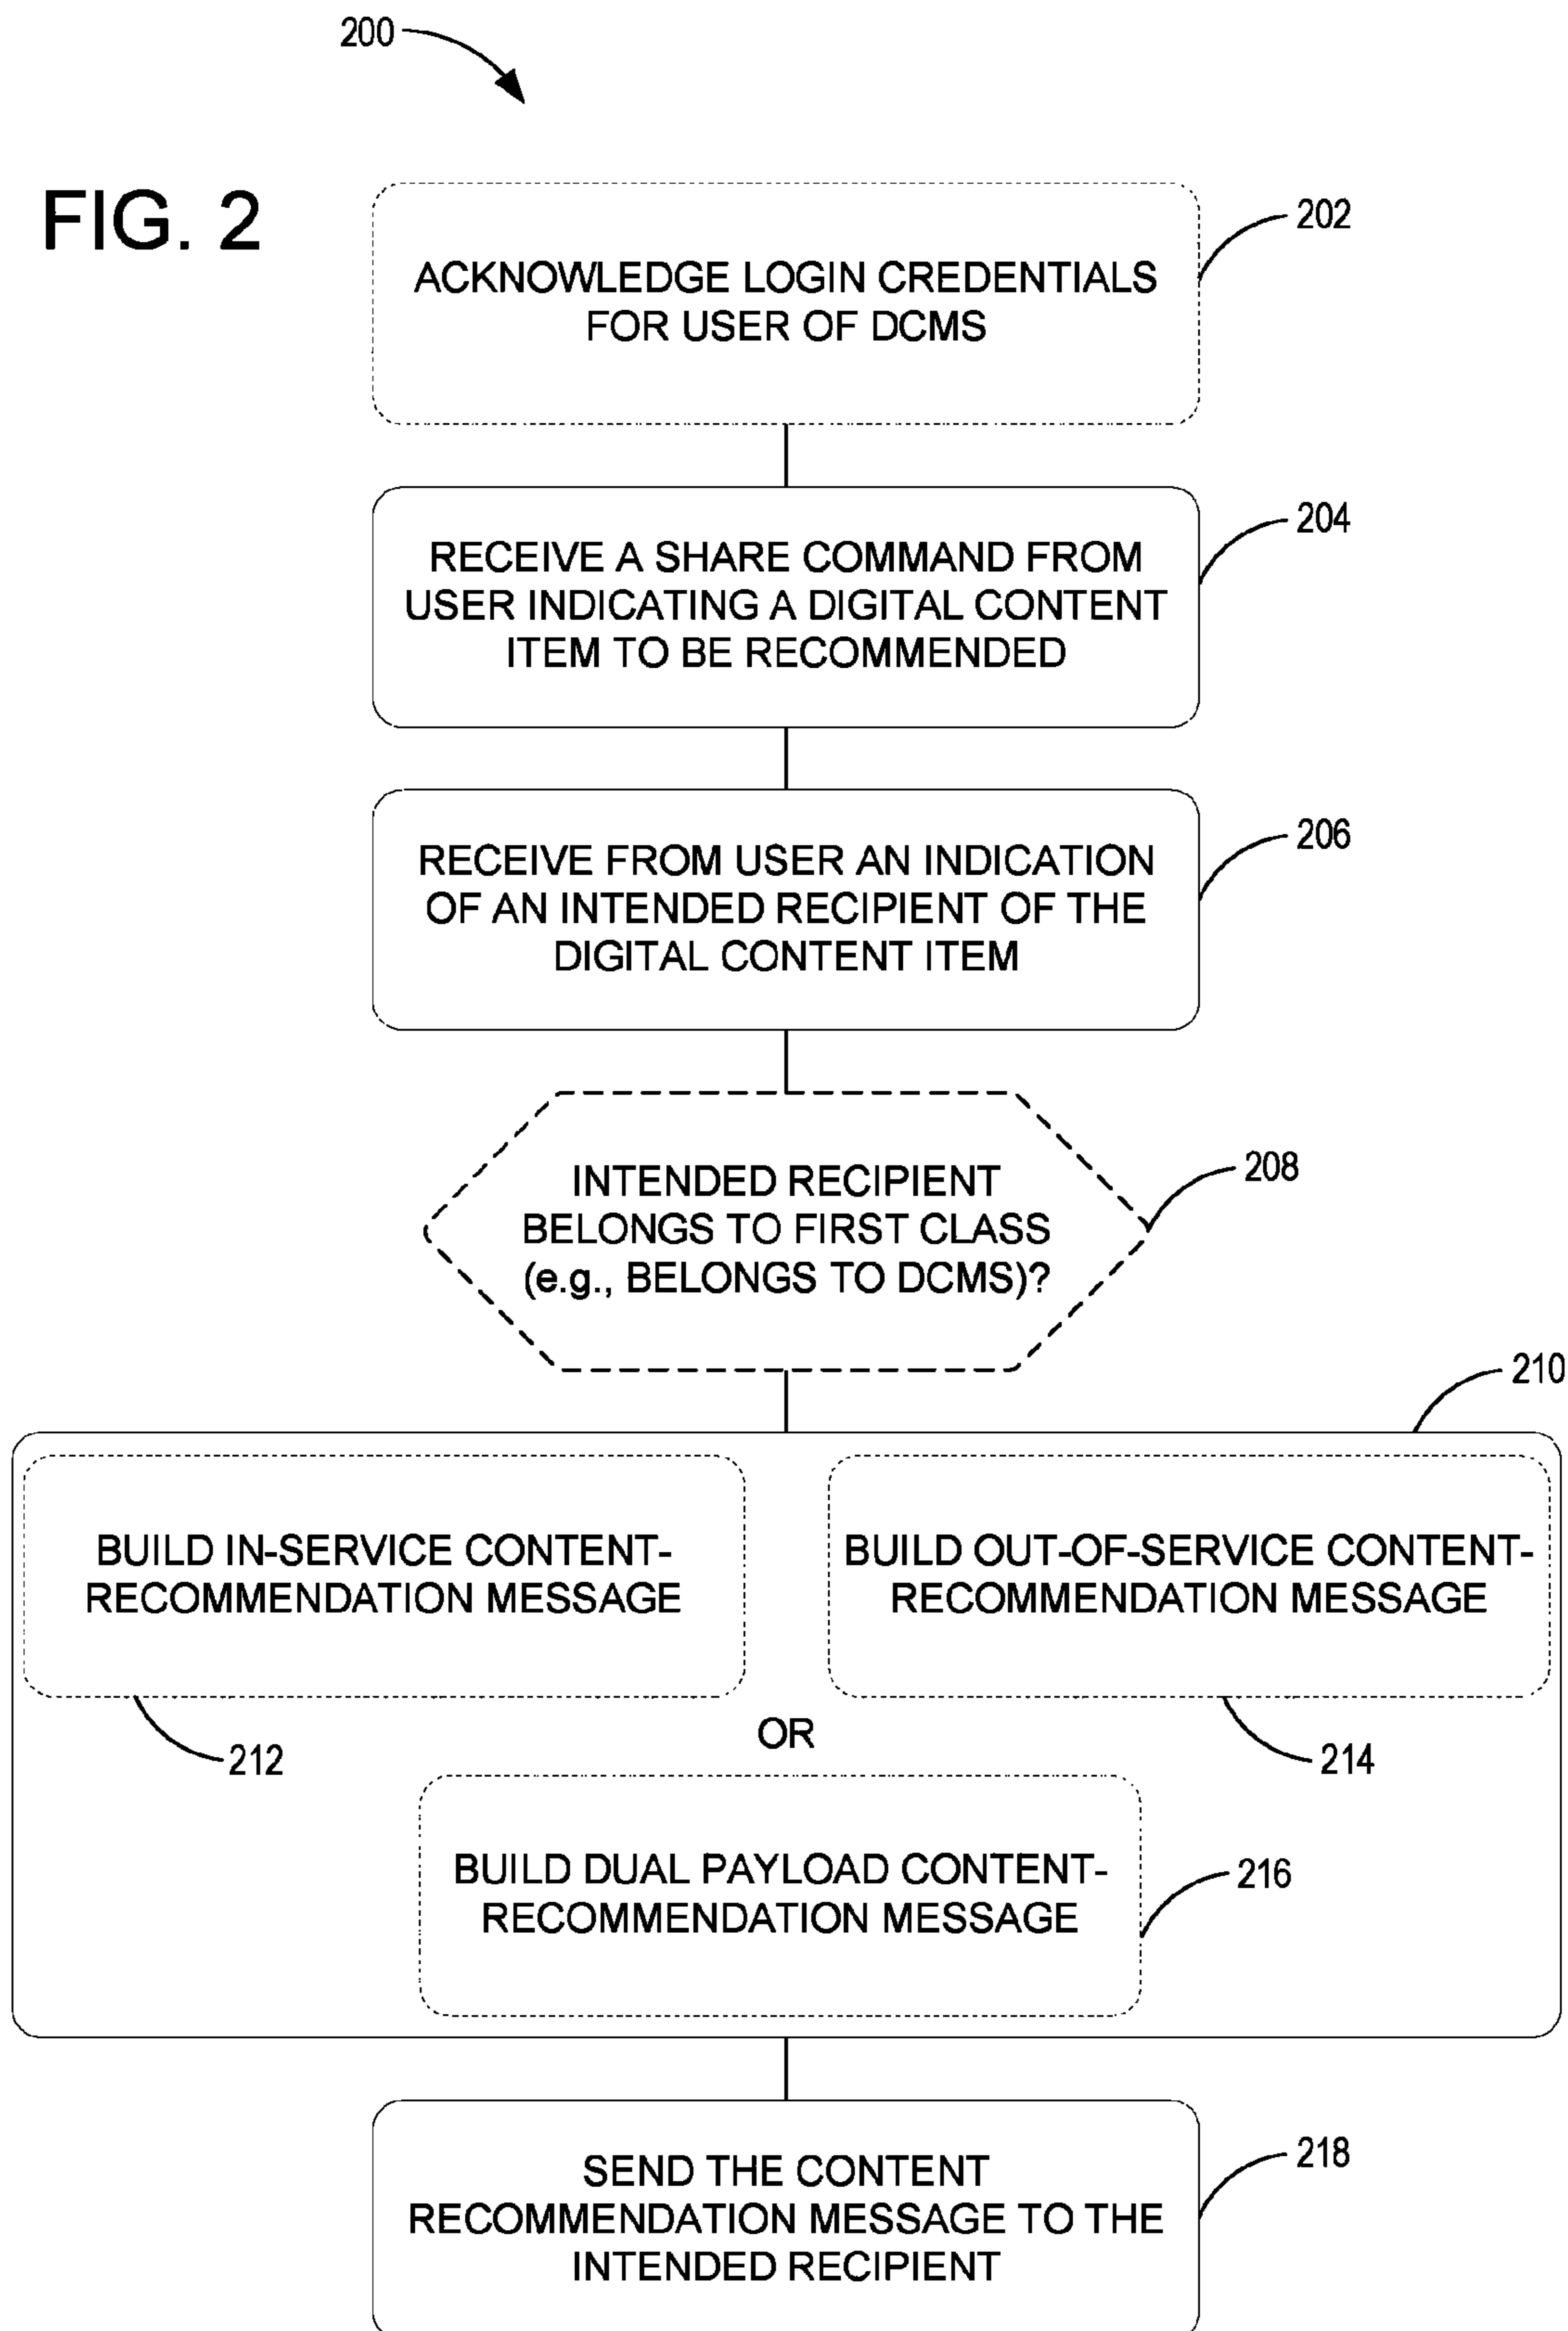 200
FIG. 2
202
ACKNOWLEDGE LOGIN CREDENTIALS
FOR USER OF DCMS
204
RECEIVE A SHARE COMMAND FROM
USER INDICATING A DIGITAL CONTENT
ITEM TO BE RECOMMENDED
206
RECEIVE FROM USER AN INDICATION
OF AN INTENDED RECIPIENT OF THE
DIGITAL CONTENT ITEM
208
INTENDED RECIPIENT
BELONGS TO FIRST CLASS
(e.g., BELONGS TO DCMS)?
210
BUILD IN-SERVICE CONTENT-
RECOMMENDATION MESSAGE
212
BUILD OUT-OF-SERVICE CONTENT-
RECOMMENDATION MESSAGE
214
OR
BUILD DUAL PAYLOAD CONTENT-
RECOMMENDATION MESSAGE
216
SEND THE CONTENT
RECOMMENDATION MESSAGE TO THE
INTENDED RECIPIENT
218